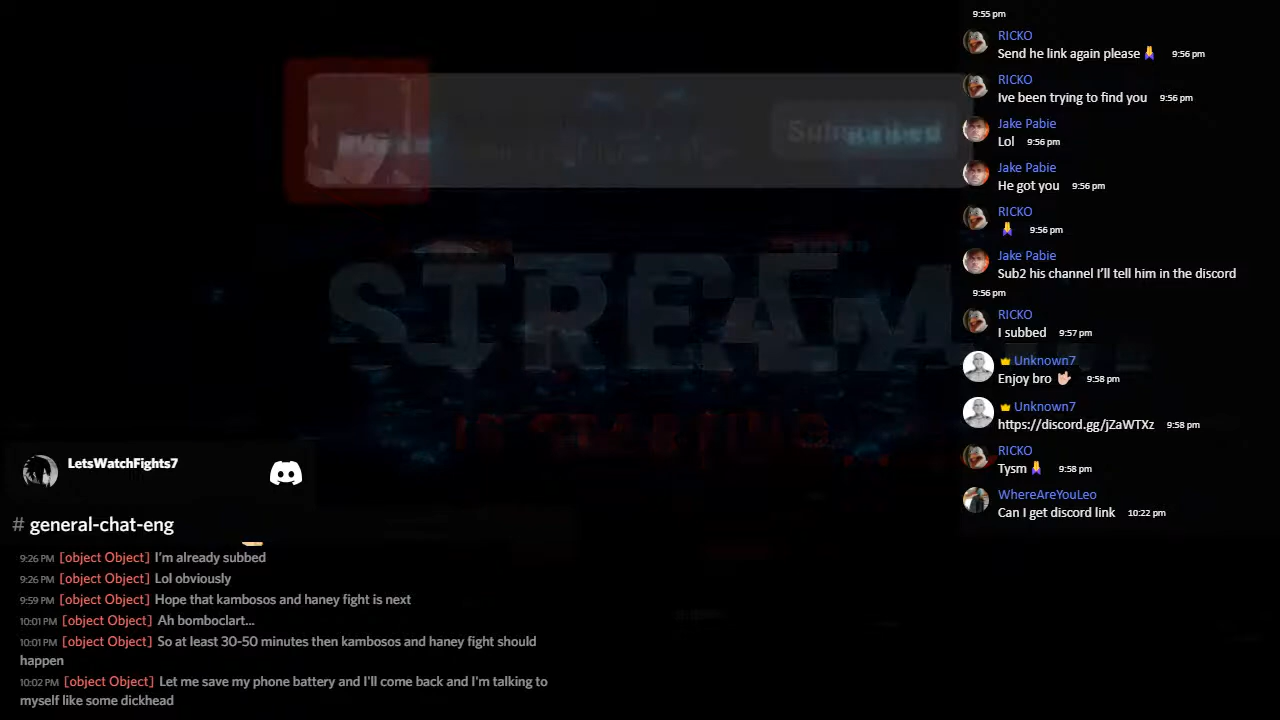 9:55 pm
RICKO
Send he link again please 9:56 pm
RICKO
Ive been trying to find you 9:56 pm
Jake Pabie
Lol 9:56 pm
Jake Pabie
He got you 9:56 pm
RICKO
9:56 pm
Jake Pabie
Sub2 his channel I'll tell him in the discord
9:56 pm
RICKO
I subbed 9:57 pm
Unknown7
Enjoy bro 9:58 pm
Unknown7
https://discord.gg/jZaWTXz 9:58 pm
RICKO
Tysm 9:58 pm
WhereAreYouLeo
Can I get discord link 10:22 pm
Subscribed
STREAM
IS STARTING...
LetsWatchFights7
# general-chat-eng
9:26 PM [object Object] I'm already subbed
9:26 PM [object Object] Lol obviously
9:59 PM [object Object] Hope that kambosos and haney fight is next
10:01 PM [object Object] Ah bomboclart...
10:01 PM [object Object] So at least 30-50 minutes then kambosos and haney fight should
happen
10:02 PM [object Object] Let me save my phone battery and I'll come back and I'm talking to
myself like some dickhead